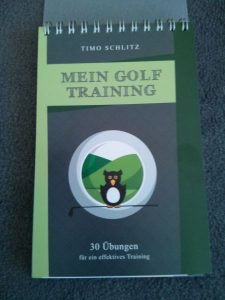 TIMO SCHLITZ
MEIN GOLF
TRAINING
30 Übungen
für ein effektives Training